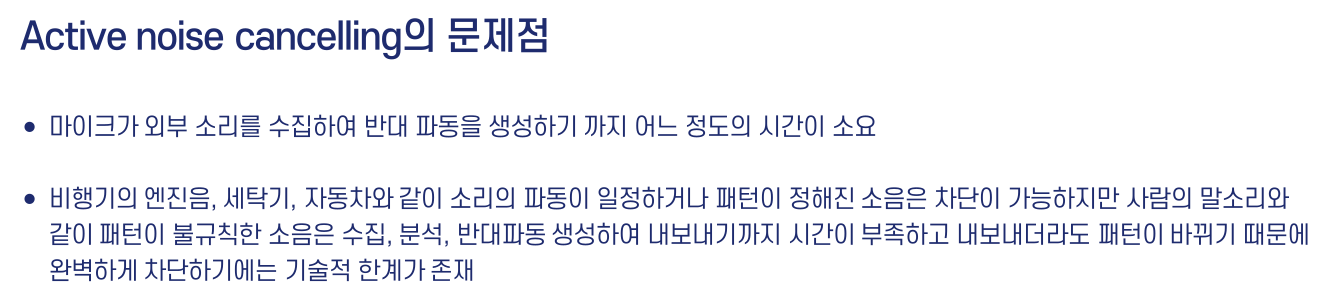 Active noise cancelling의 문제점
• 마이크가 외부 소리를 수집하여 반대 파동을 생성하기 까지 어느 정도의 시간이 소요
• 비행기의 엔진음, 세탁기, 자동차와 같이 소리의 파동이 일정하거나 패턴이 정해진 소음은 차단이 가능하지만 사람의 말소리와
같이 패턴이 불규칙한 소음은 수집, 분석, 반대파동 생성하여 내보내기까지 시간이 부족하고 내보내더라도 패턴이 바뀌기 때문에
완벽하게 차단하기에는 기술적 한계가 존재